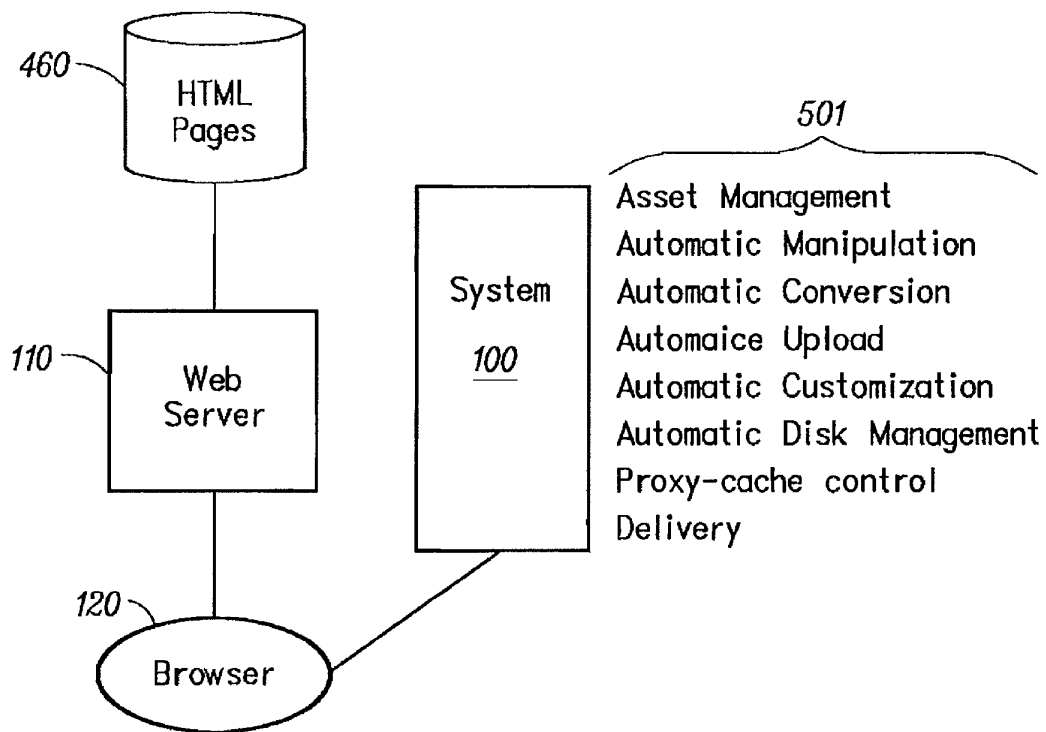 460
HTML
Pages
501
Asset Management
Automatic Manipulation
System
Automatic Conversion
110
Web
Server
100
Automaice Upload
Automatic Customization
Automatic Disk Management
Proxy-cache control
Delivery
120
Browser